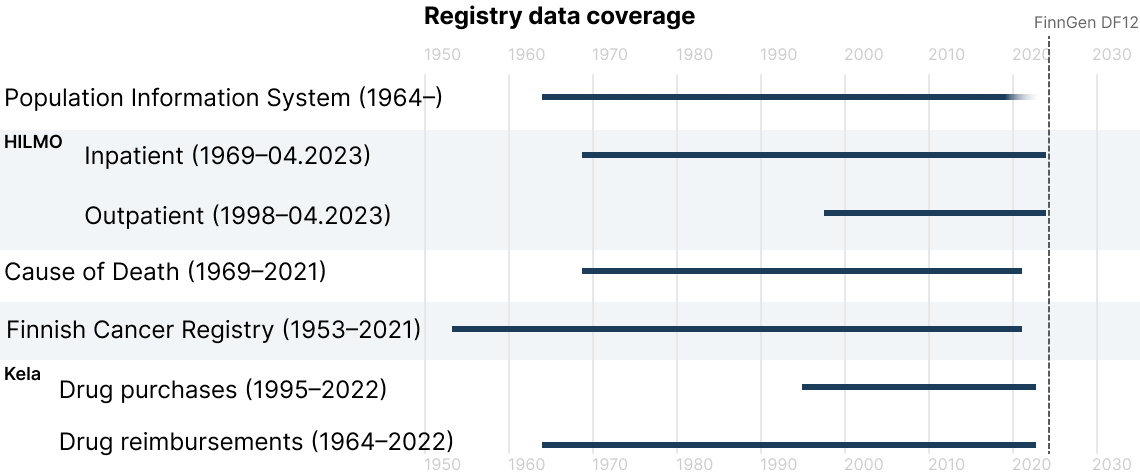 Registry data coverage
FinnGen DF12
1950 1960 1970 1980 1990 2000 2010 2020 2030
Population Information System (1964–)
HILMO
Inpatient (1969–04.2023)
Outpatient (1998–04.2023)
Cause of Death (1969–2021)
Finnish Cancer Registry (1953–2021)
Kela
Drug purchases (1995–2022)
Drug reimbursements (1964–2022)
1950 1960 1970 1980 1990 2000 2010 2020 2030